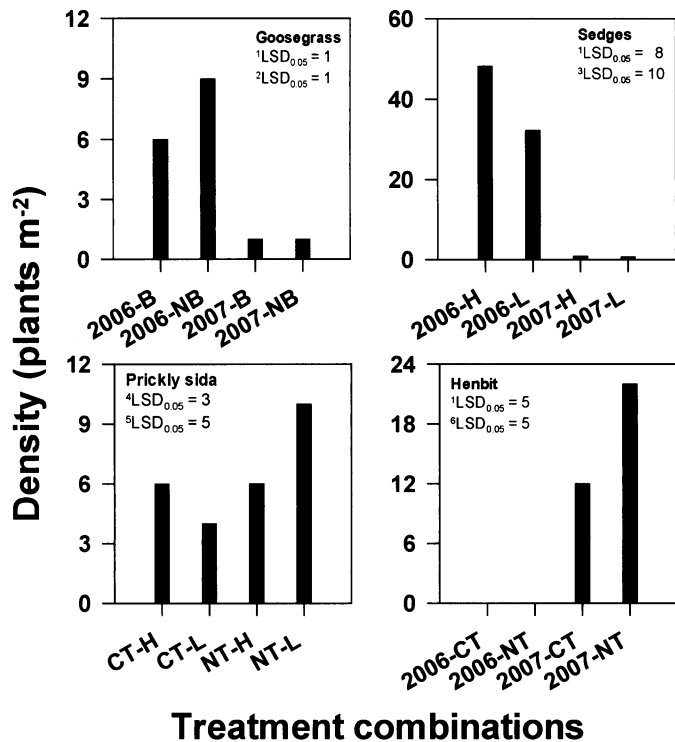 Density (plants m⁻²)
12
9
6
3
0
Goosegrass
¹LSD₀.₀₅ = 1
²LSD₀.₀₅ = 1
2006-B
2006-NB
2007-B
2007-NB
60
40
20
0
Sedges
¹LSD₀.₀₅ = 8
³LSD₀.₀₅ = 10
2006-H
2006-L
2007-H
2007-L
12
9
6
3
0
Prickly sida
⁴LSD₀.₀₅ = 3
⁵LSD₀.₀₅ = 5
CT-H
CT-L
NT-H
NT-L
24
18
12
6
0
Henbit
¹LSD₀.₀₅ = 5
⁶LSD₀.₀₅ = 5
2006-CT
2006-NT
2007-CT
2007-NT
Treatment combinations